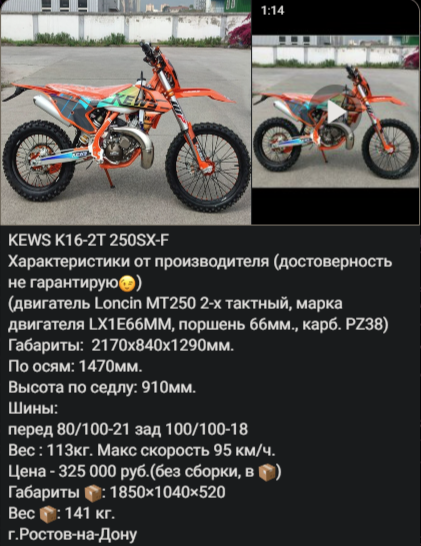 1:14
KEWS K16-2T 250SX-F
Характеристики от производителя (достоверность
не гарантирую😉)
(двигатель Loncin MT250 2-х тактный, марка
двигателя LX1E66MM, поршень 66мм., карб. PZ38)
Габариты:  2170х840х1290мм.
По осям: 1470мм.
Высота по седлу: 910мм.
Шины:
перед 80/100-21 зад 100/100-18
Вес : 113кг. Макс скорость 95 км/ч.
Цена - 325 000 руб.(без сборки, в 📦)
Габариты 📦: 1850×1040×520
Вес 📦: 141 кг.
г.Ростов-на-Дону